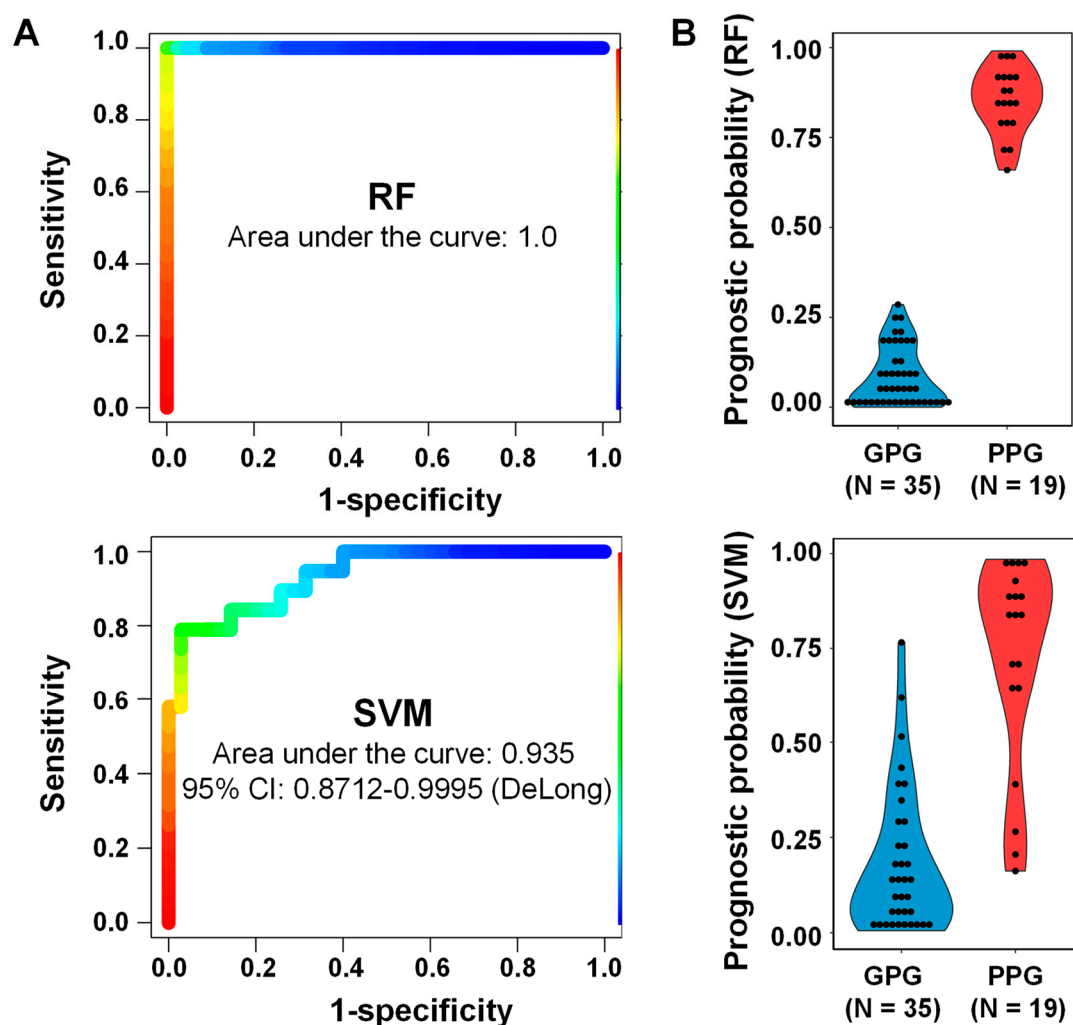 A
Sensitivity
1.0
0.8
0.6
0.4
0.2
0.0
RF
Area under the curve: 1.0
0.0 0.2 0.4 0.6 0.8 1.0
1-specificity
B
Prognostic probability (RF)
1.00
0.75
0.50
0.25
0.00
GPG PPG
(N = 35) (N = 19)
Sensitivity
1.0
0.8
0.6
0.4
0.2
0.0
SVM
Area under the curve: 0.935
95% CI: 0.8712-0.9995 (DeLong)
0.0 0.2 0.4 0.6 0.8 1.0
1-specificity
Prognostic probability (SVM)
1.00
0.75
0.50
0.25
0.00
GPG PPG
(N = 35) (N = 19)